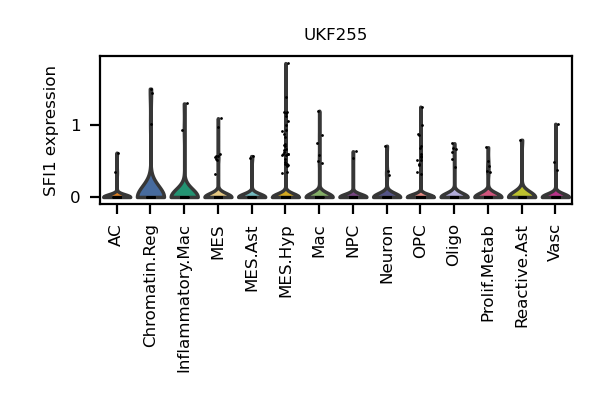 UKF255
SFI1 expression
1
0
AC
Chromatin.Reg
Inflammatory.Mac
MES
MES.Ast
MES.Hyp
Mac
NPC
Neuron
OPC
Oligo
Prolif.Metab
Reactive.Ast
Vasc